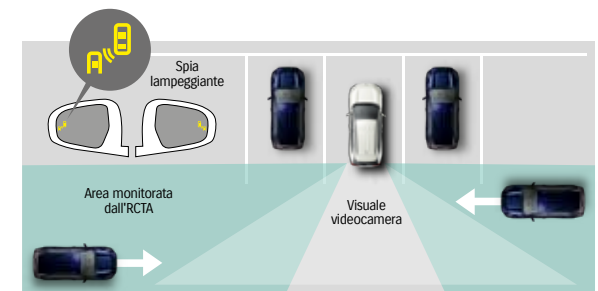 Spia
lampeggiante
Area monitorata
dall'RCTA
Visuale
videocamera